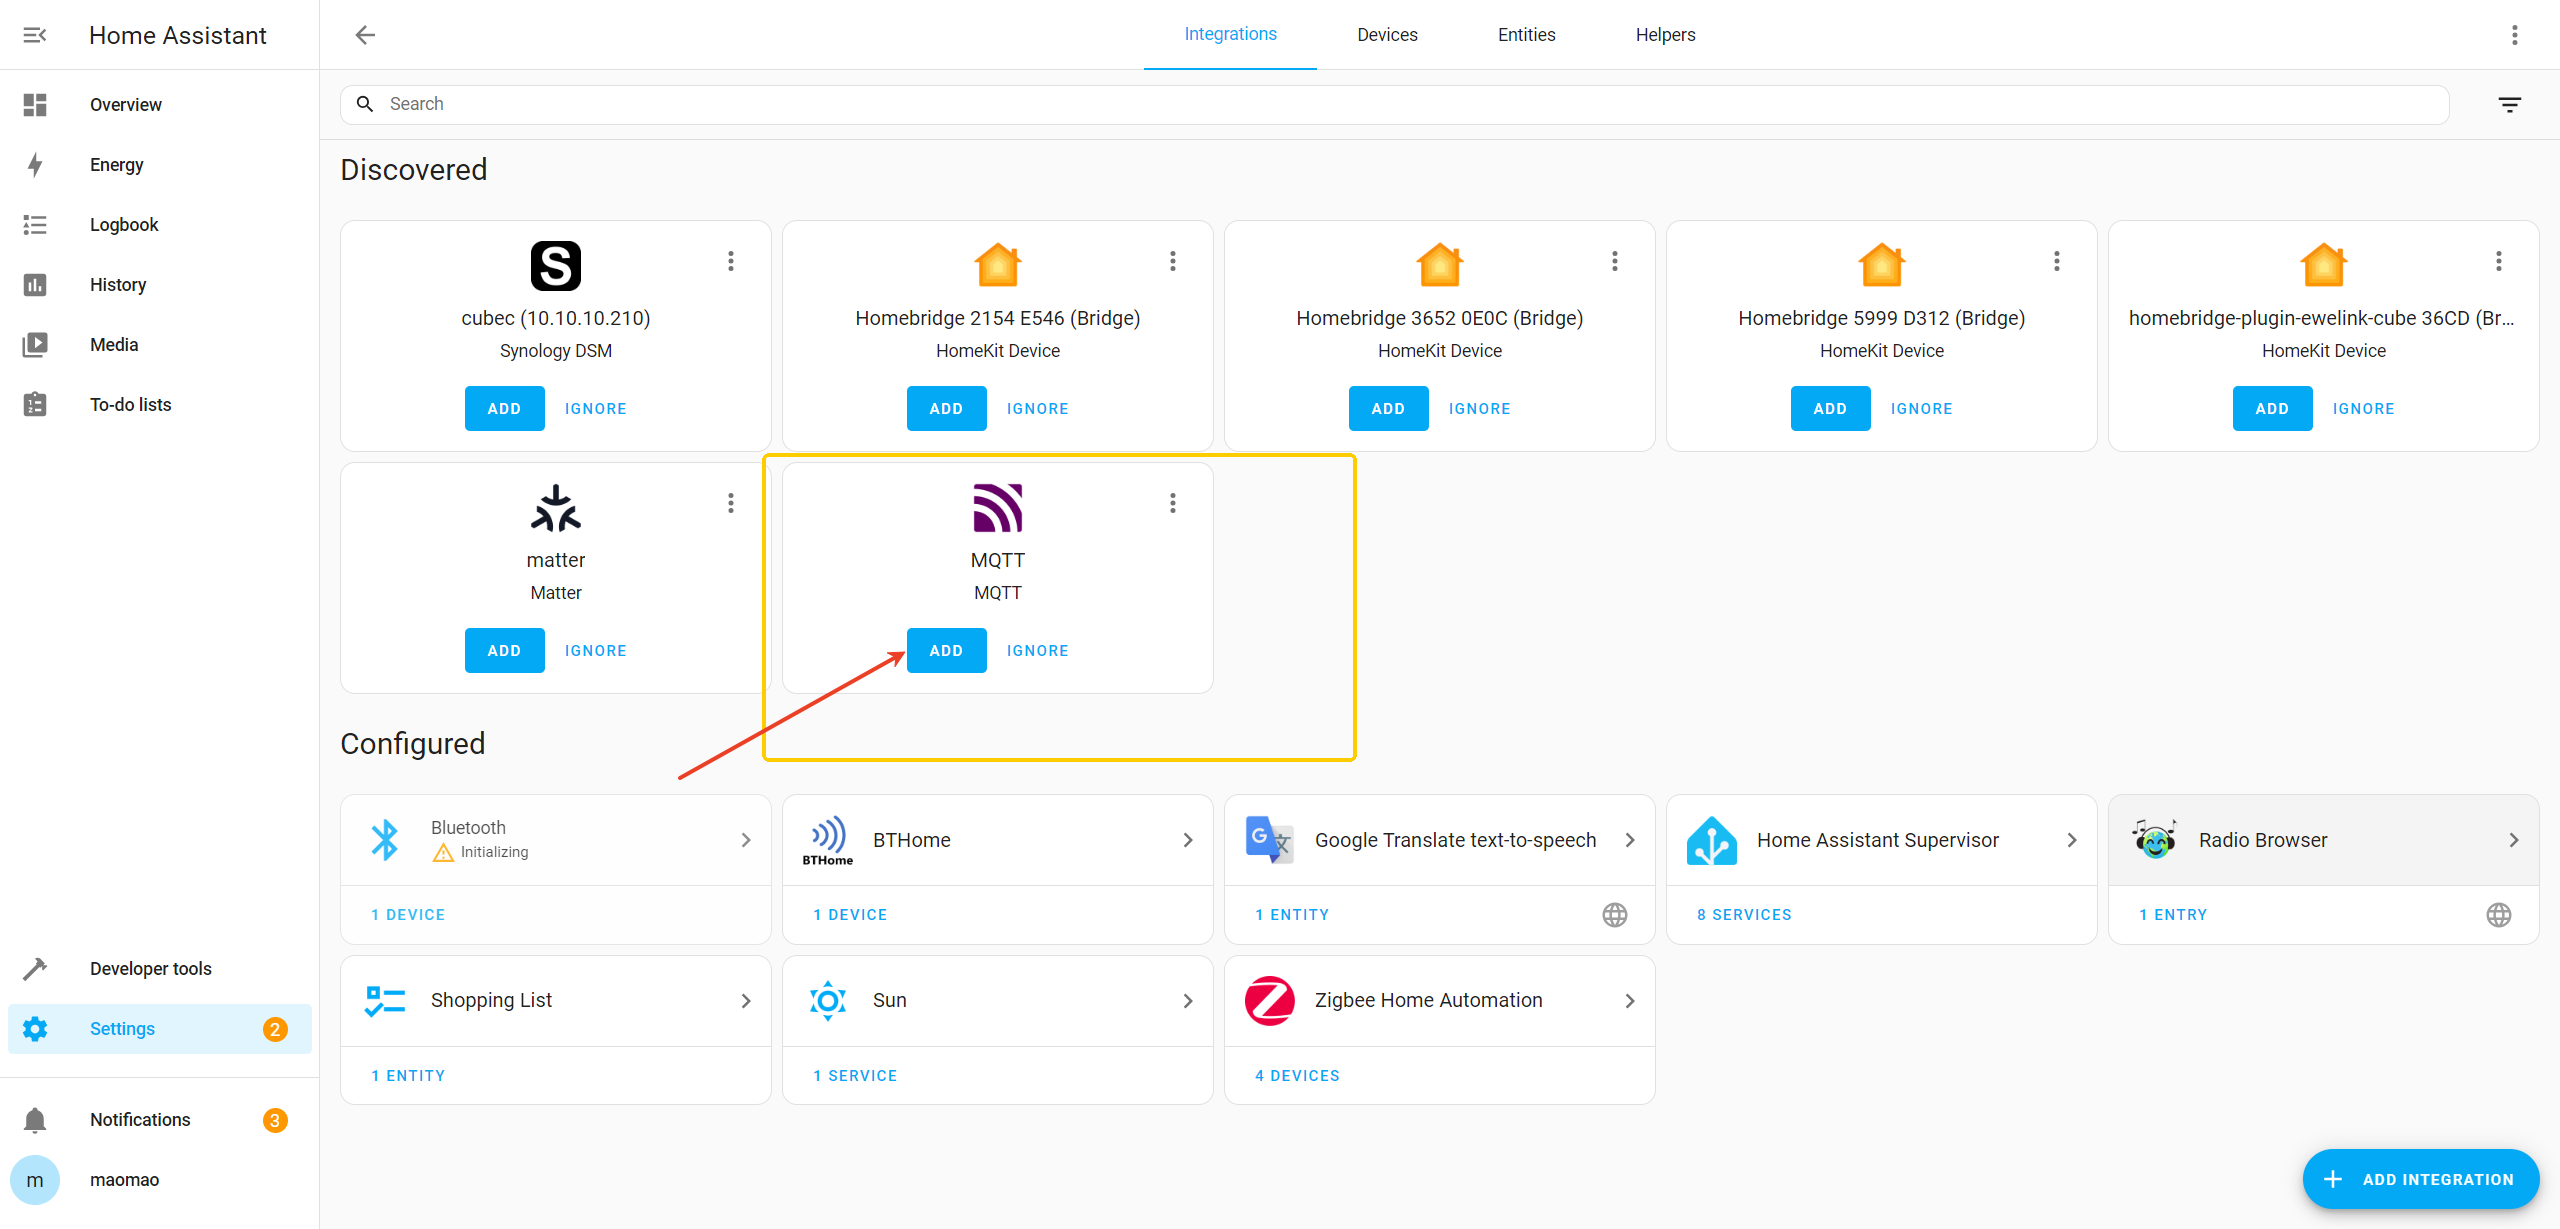 Home Assistant
Overview
Energy
Logbook
History
Media
To-do lists
Developer tools
Settings
2
Notifications
3
m
maomao
Integrations
Devices
Entities
Helpers
Search
Discovered
S
cubec (10.10.10.210)
Synology DSM
ADD
IGNORE
Homebridge 2154 E546 (Bridge)
HomeKit Device
ADD
IGNORE
Homebridge 3652 0E0C (Bridge)
HomeKit Device
ADD
IGNORE
Homebridge 5999 D312 (Bridge)
HomeKit Device
ADD
IGNORE
homebridge-plugin-ewelink-cube 36CD (Br...
HomeKit Device
ADD
IGNORE
matter
Matter
ADD
IGNORE
MQTT
MQTT
ADD
IGNORE
Configured
Bluetooth
Initializing
1 DEVICE
BTHome
BTHome
1 DEVICE
G
文
Google Translate text-to-speech
1 ENTITY
Home Assistant Supervisor
8 SERVICES
Radio Browser
1 ENTRY
Shopping List
1 ENTITY
Sun
1 SERVICE
Zigbee Home Automation
4 DEVICES
ADD INTEGRATION